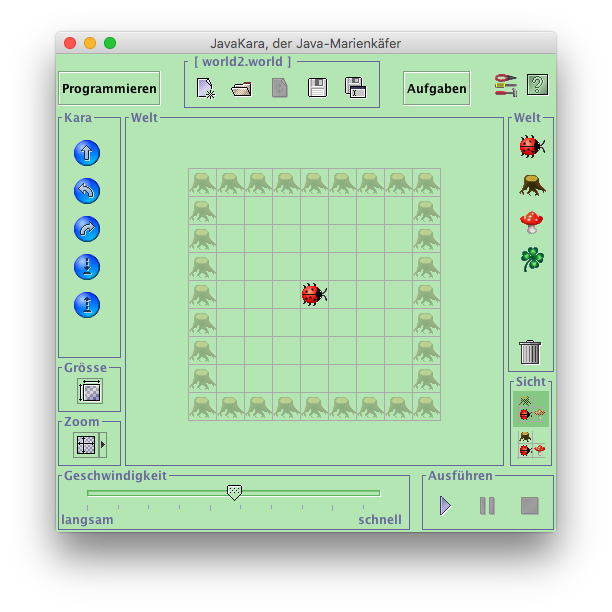 JavaKara, der Java-Marienkäfer
[ world2.world ]
Programmieren
Aufgaben
?
Kara
Welt
Welt
Grösse
Sicht
Zoom
Geschwindigkeit
Ausführen
langsam
schnell